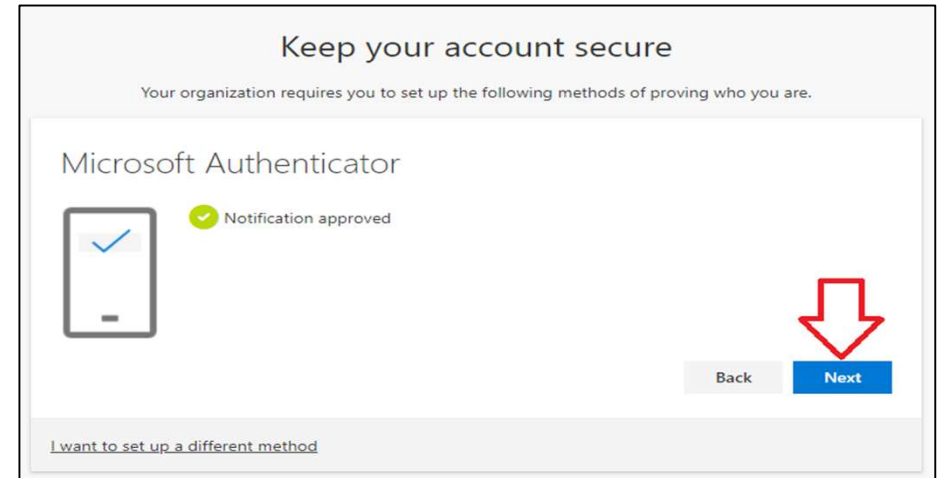 Keep your account secure
Your organization requires you to set up the following methods of proving who you are.
Microsoft Authenticator
Notification approved
Back
Next
I want to set up a different method